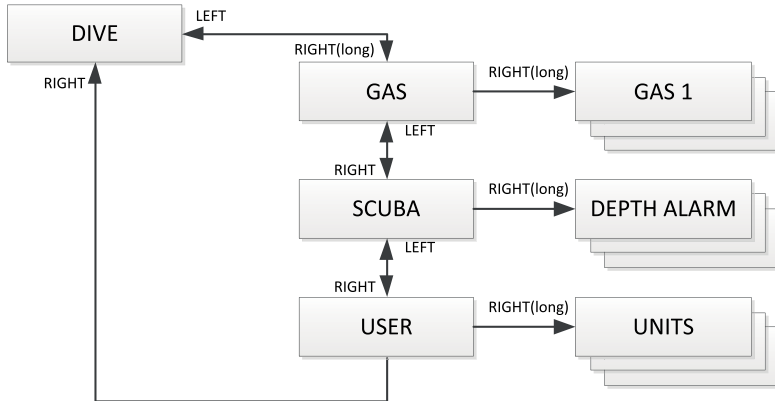 DIVE
LEFT
RIGHT(long)
RIGHT
GAS
RIGHT(long)
GAS 1
LEFT
RIGHT
SCUBA
RIGHT(long)
DEPTH ALARM
LEFT
RIGHT
USER
RIGHT(long)
UNITS